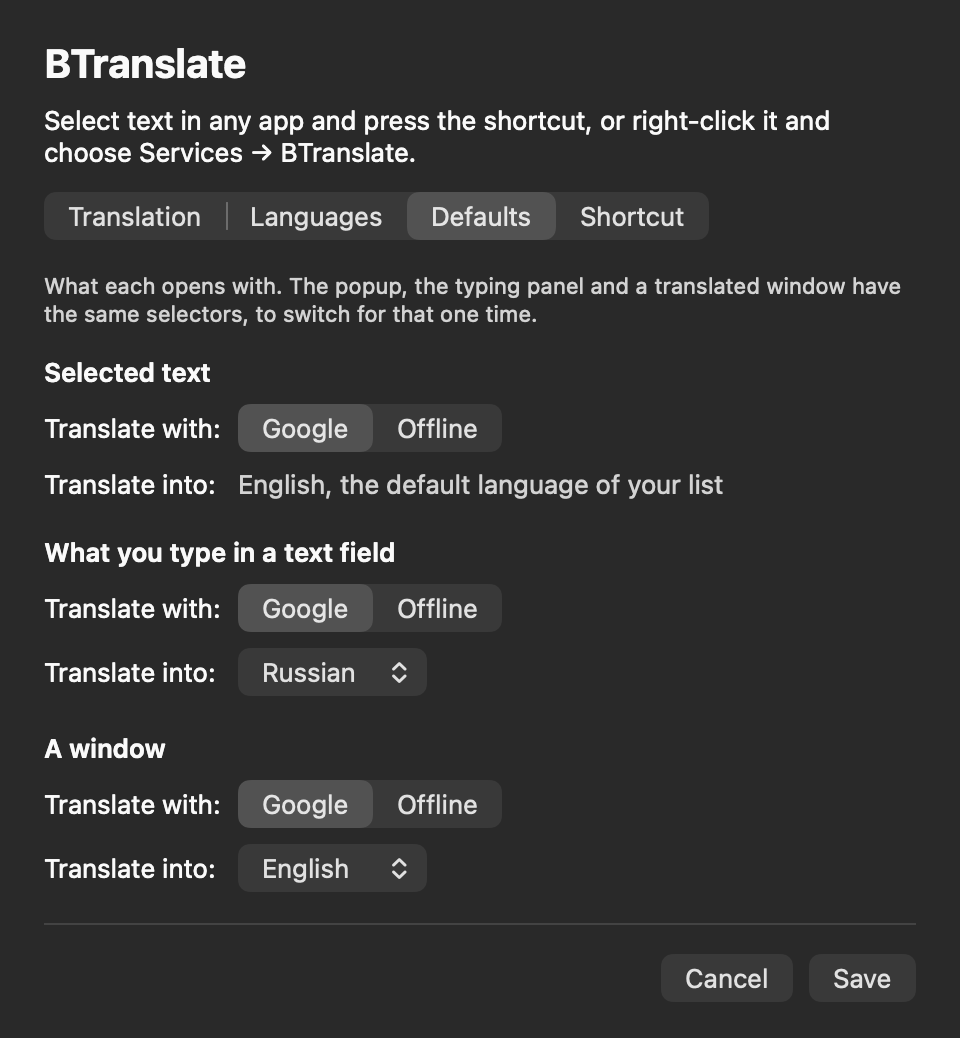 BTranslate
Select text in any app and press the shortcut, or right-click it and
choose Services → BTranslate.
Translation Languages Defaults Shortcut
What each opens with. The popup, the typing panel and a translated window have
the same selectors, to switch for that one time.
Selected text
Translate with: Google Offline
Translate into: English, the default language of your list
What you type in a text field
Translate with: Google Offline
Translate into: Russian
A window
Translate with: Google Offline
Translate into: English
Cancel Save